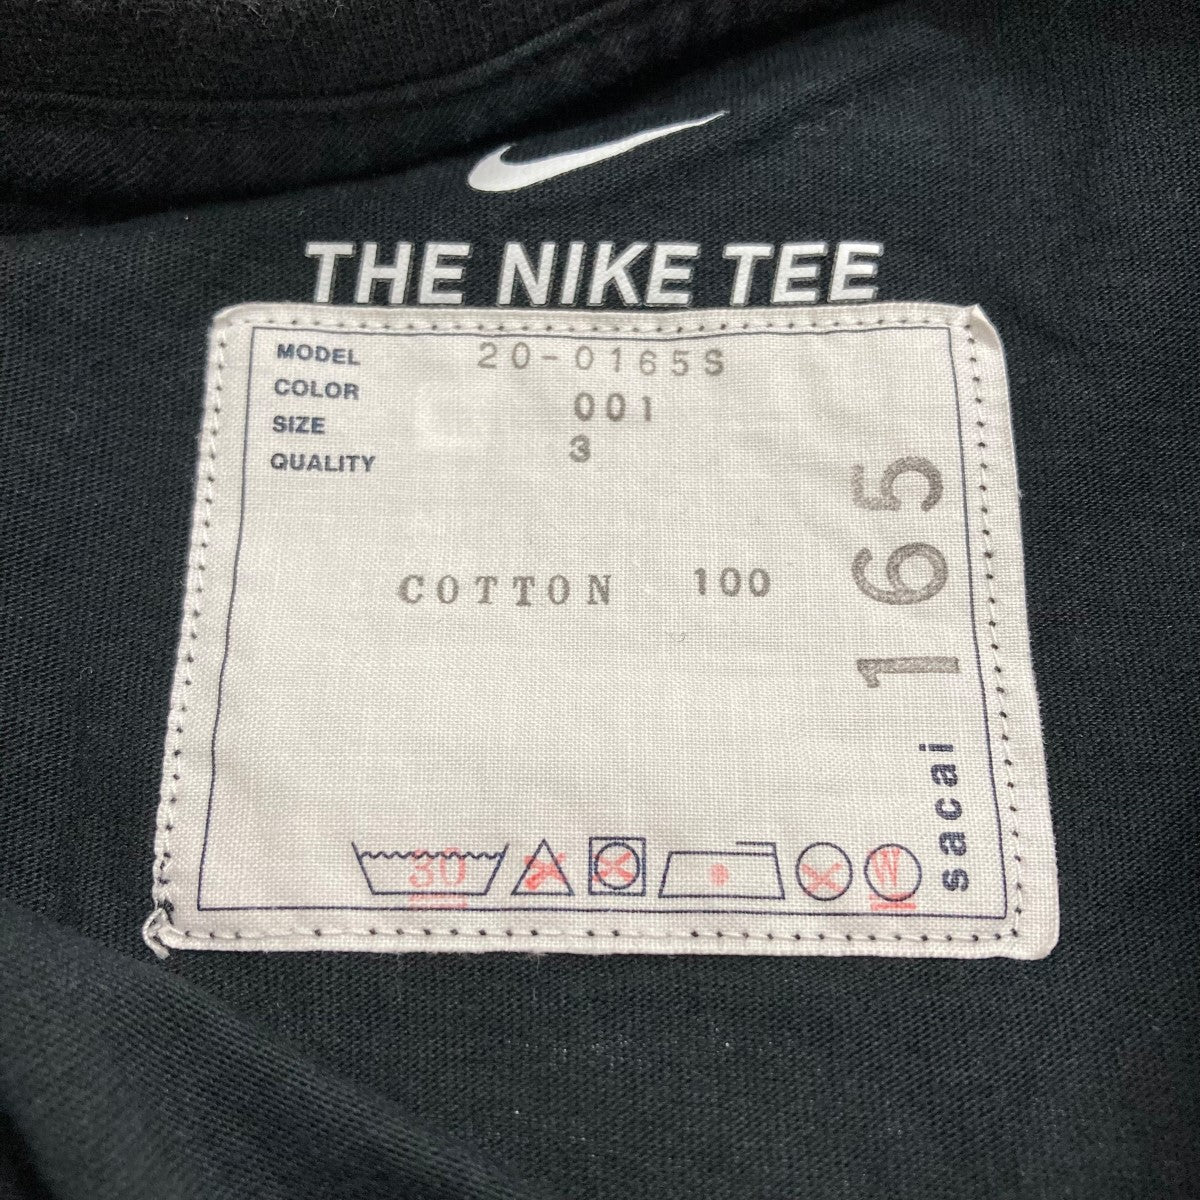 THE NIKE TEE
MODEL 20-0165S
COLOR 001
SIZE 3
QUALITY
COTTON 100
165
sacai
30
W